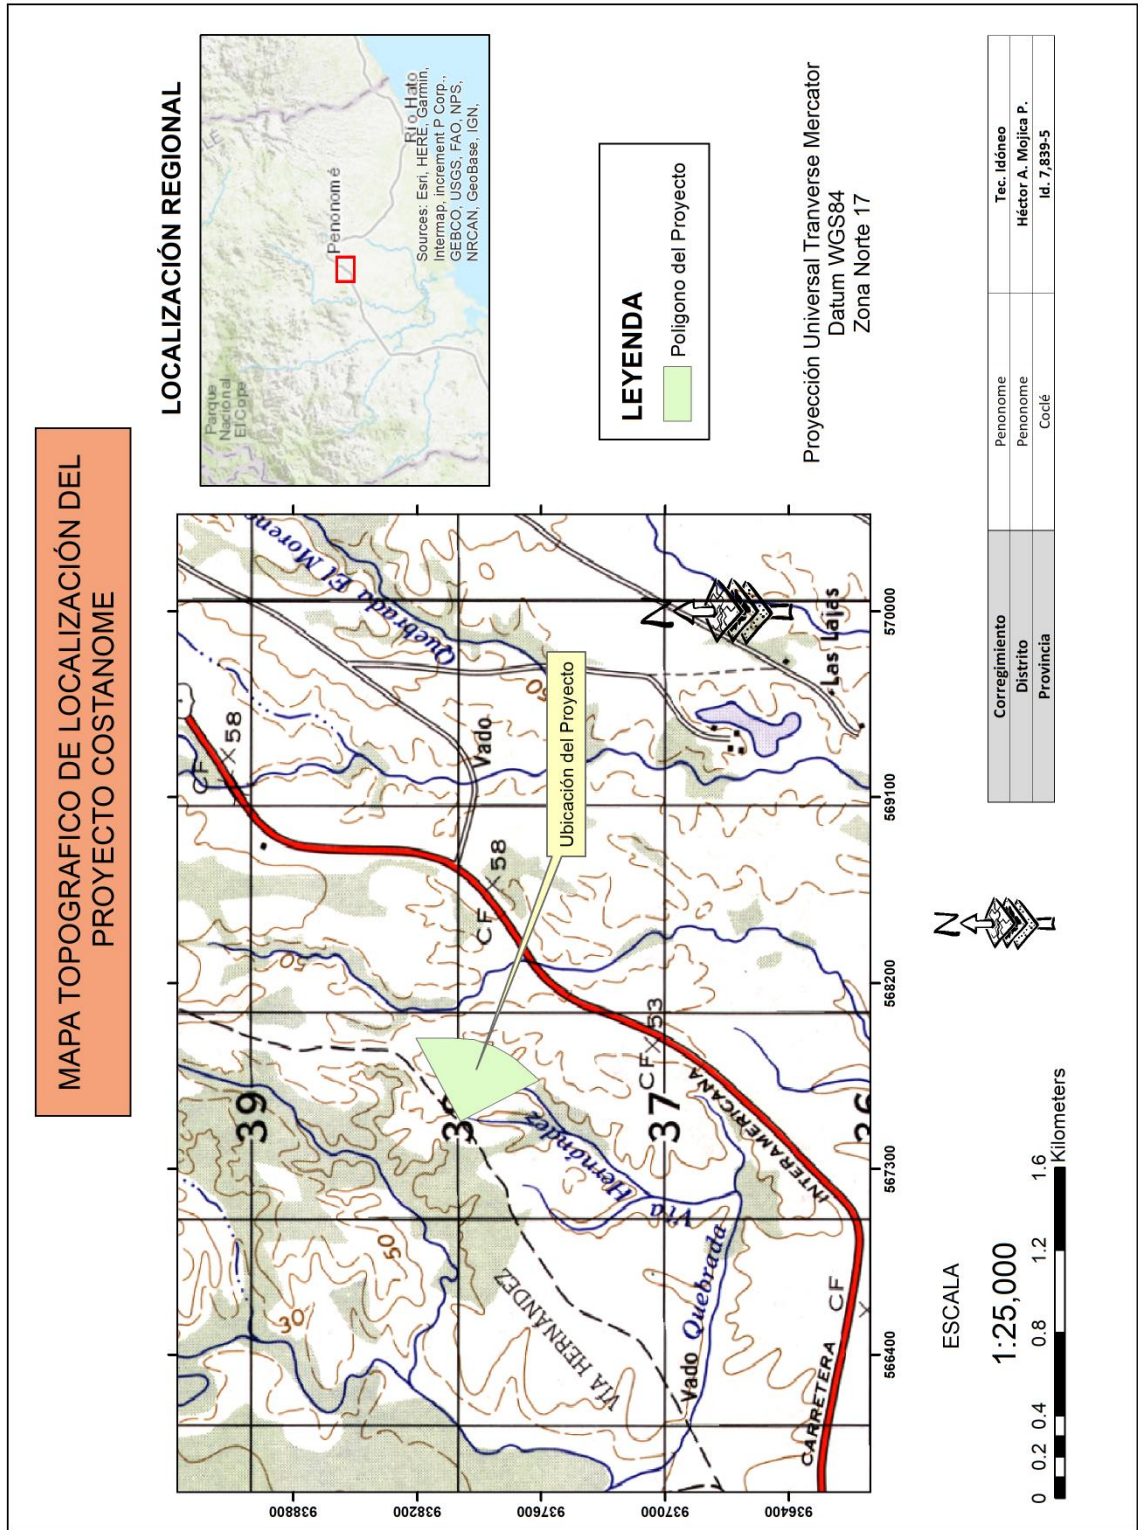 MAPA TOPOGRAFICO DE LOCALIZACIÓN DEL
PROYECTO COSTANOME
LOCALIZACIÓN REGIONAL
Parque
Nacional
El Cope
Penonomé
Río Hato
Sources: Esri, HERE, Garmin,
Intermap, increment P Corp.,
GEBCO, USGS, FAO, NPS,
NRCAN, GeoBase, IGN,
LEYENDA
Poligono del Proyecto
Proyección Universal Tranverse Mercator
Datum WGS84
Zona Norte 17
938800
938200
937600
937000
936400
566400
567300
568200
569100
570000
39
37
30
50
50
CF
58
CF
58
CF
53
CF
Vado
Vado
Quebrada El Moreno
Las Lajas
Ubicación del Proyecto
Vía
Hernández
Quebrada
VÍA HERNÁNDEZ
CARRETERA
INTERAMERICANA
N
N
ESCALA
1:25,000
0 0.2 0.4 0.8 1.2 1.6
Kilometers
Corregimiento Penonome Tec. Idóneo
Distrito Penonome Héctor A. Mojica P.
Provincia Coclé Id. 7,839-5